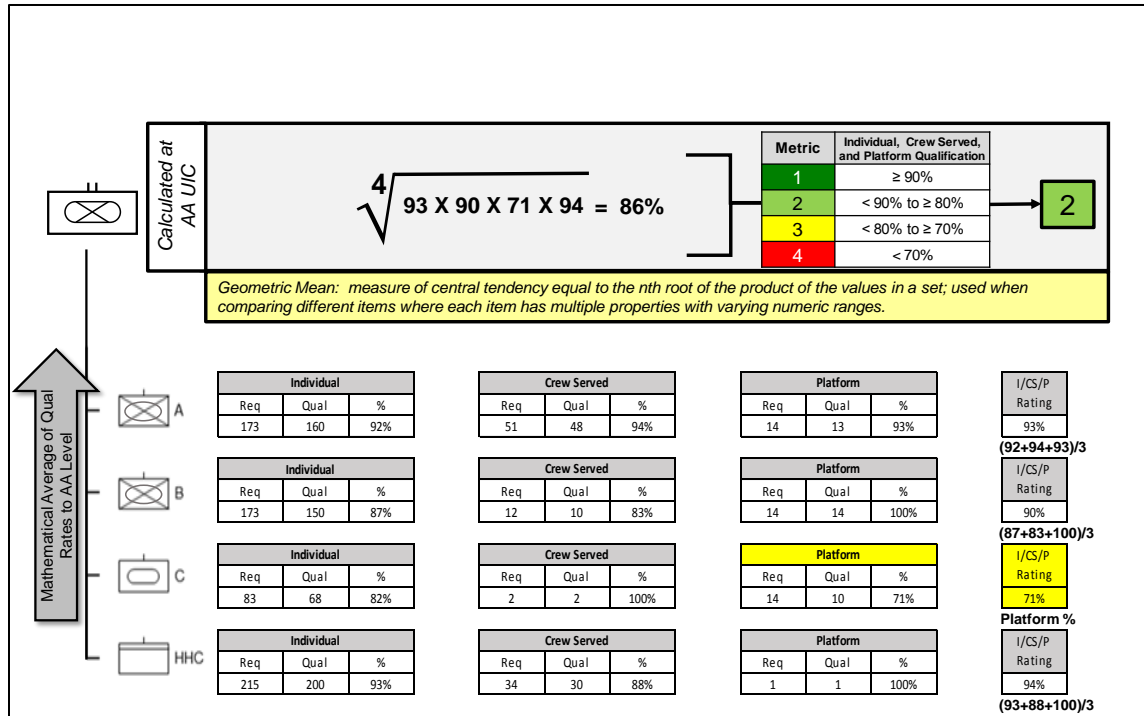 Calculated at
AA UIC
4√ 93 X 90 X 71 X 94 = 86%
Metric Individual, Crew Served, and Platform Qualification
1 ≥ 90%
2 < 90% to ≥ 80%
3 < 80% to ≥ 70%
4 < 70%
2
Geometric Mean: measure of central tendency equal to the nth root of the product of the values in a set; used when
comparing different items where each item has multiple properties with varying numeric ranges.
Mathematical Average of Qual
Rates to AA Level
A
Individual Crew Served Platform I/CS/P
Req Qual % Req Qual % Req Qual % Rating
173 160 92% 51 48 94% 14 13 93% 93%
(92+94+93)/3
B
Individual Crew Served Platform I/CS/P
Req Qual % Req Qual % Req Qual % Rating
173 150 87% 12 10 83% 14 14 100% 90%
(87+83+100)/3
C
Individual Crew Served Platform I/CS/P
Req Qual % Req Qual % Req Qual % Rating
83 68 82% 2 2 100% 14 10 71% 71%
Platform %
HHC
Individual Crew Served Platform I/CS/P
Req Qual % Req Qual % Req Qual % Rating
215 200 93% 34 30 88% 1 1 100% 94%
(93+88+100)/3